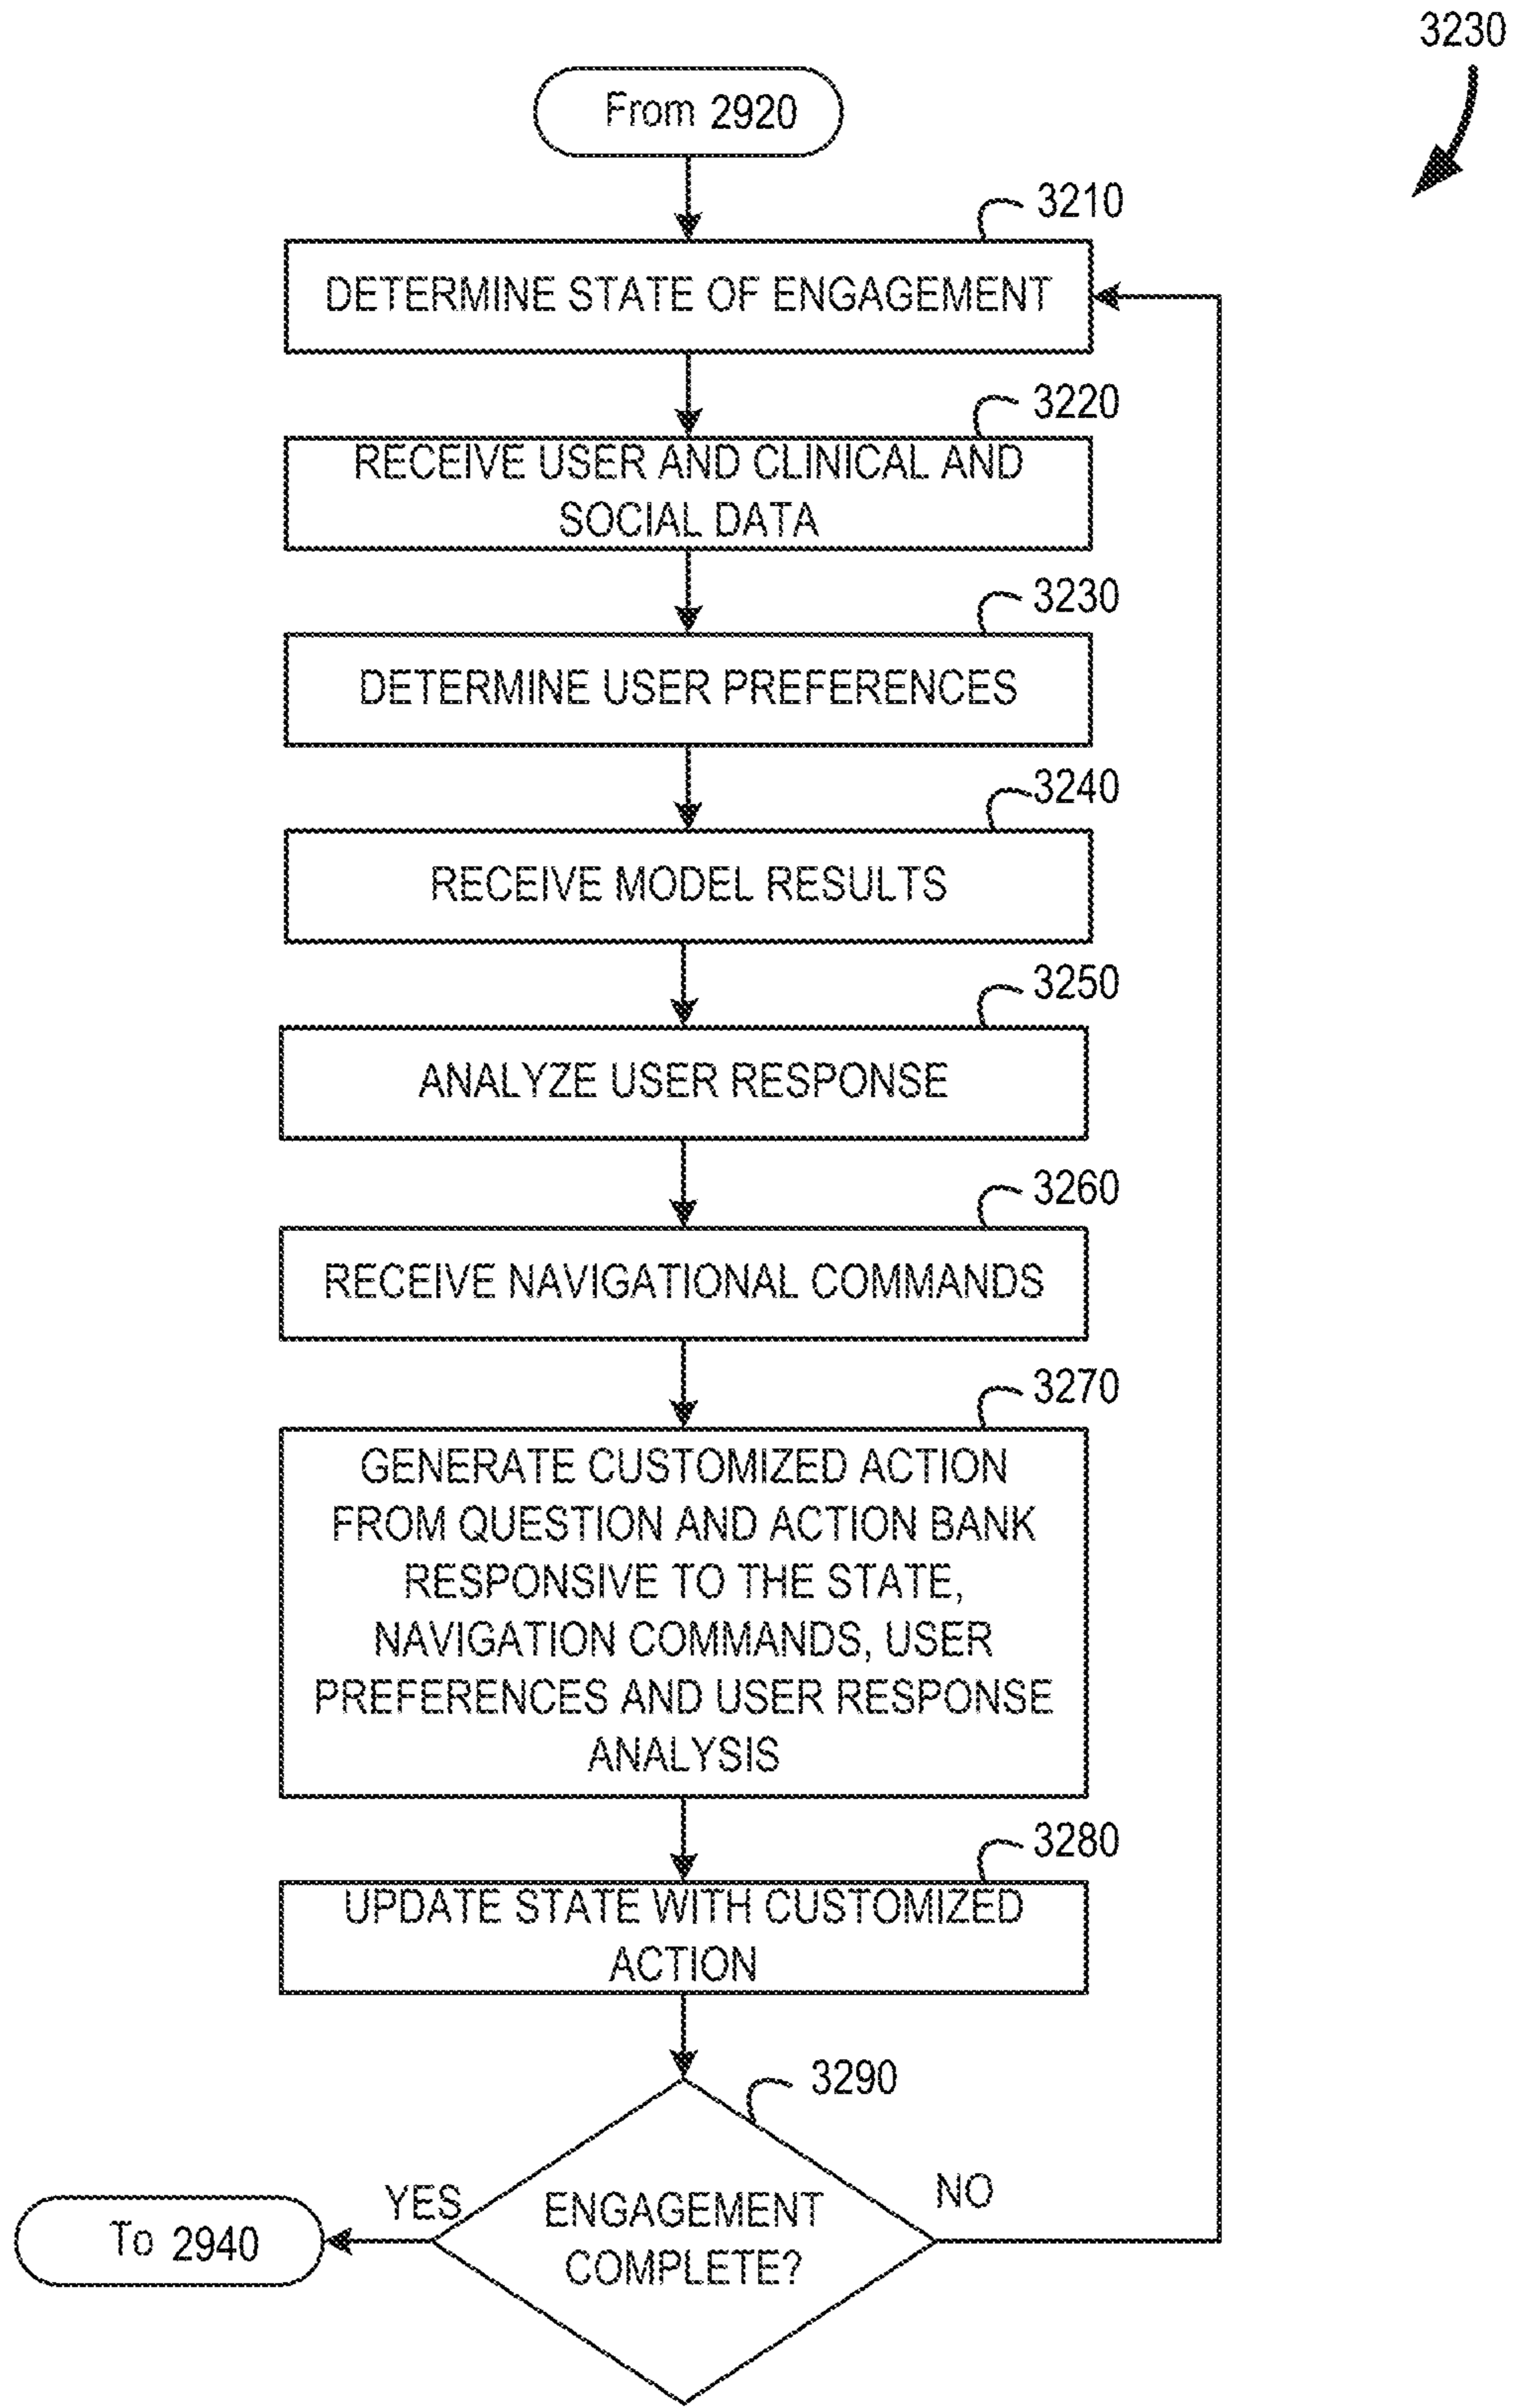 3230
From 2920
3210
DETERMINE STATE OF ENGAGEMENT
3220
RECEIVE USER AND CLINICAL AND
SOCIAL DATA
3230
DETERMINE USER PREFERENCES
3240
RECEIVE MODEL RESULTS
3250
ANALYZE USER RESPONSE
3260
RECEIVE NAVIGATIONAL COMMANDS
3270
GENERATE CUSTOMIZED ACTION
FROM QUESTION AND ACTION BANK
RESPONSIVE TO THE STATE,
NAVIGATION COMMANDS, USER
PREFERENCES AND USER RESPONSE
ANALYSIS
3280
UPDATE STATE WITH CUSTOMIZED
ACTION
3290
ENGAGEMENT
COMPLETE?
YES
NO
To 2940